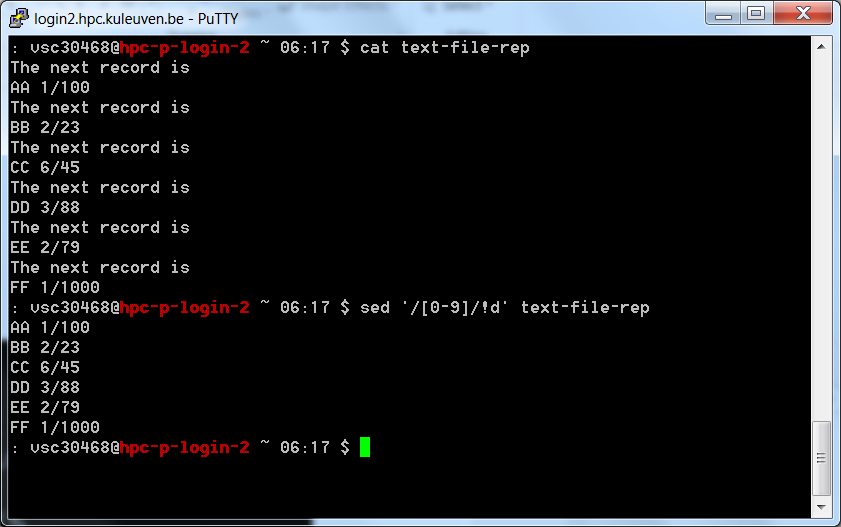 login2.hpc.kuleuven.be - PuTTY
: vsc30468@hpc-p-login-2 ~ 06:17 $ cat text-file-rep
The next record is
AA 1/100
The next record is
BB 2/23
The next record is
CC 6/45
The next record is
DD 3/88
The next record is
EE 2/79
The next record is
FF 1/1000
: vsc30468@hpc-p-login-2 ~ 06:17 $ sed '/[0-9]/!d' text-file-rep
AA 1/100
BB 2/23
CC 6/45
DD 3/88
EE 2/79
FF 1/1000
: vsc30468@hpc-p-login-2 ~ 06:17 $